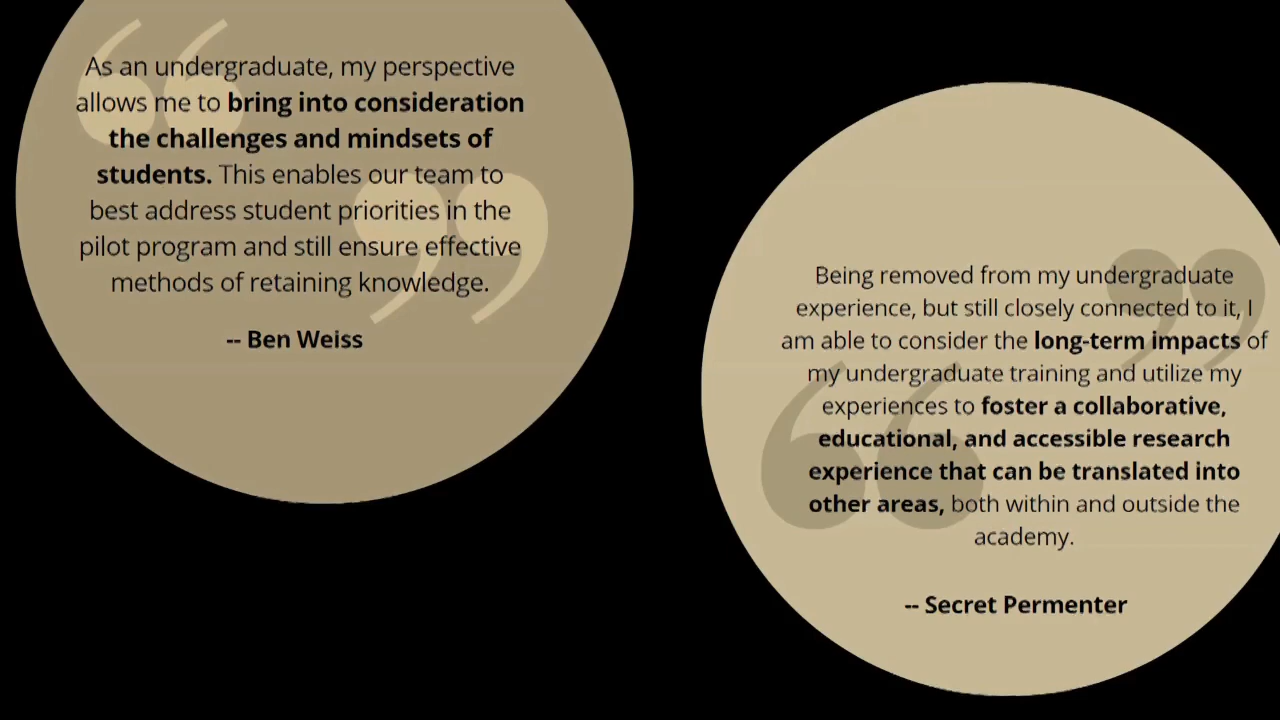 As an undergraduate, my perspective
allows me to bring into consideration
the challenges and mindsets of
students. This enables our team to
best address student priorities in the
pilot program and still ensure effective
methods of retaining knowledge.
-- Ben Weiss
Being removed from my undergraduate
experience, but still closely connected to it, I
am able to consider the long-term impacts of
my undergraduate training and utilize my
experiences to foster a collaborative,
educational, and accessible research
experience that can be translated into
other areas, both within and outside the
academy.
-- Secret Permenter